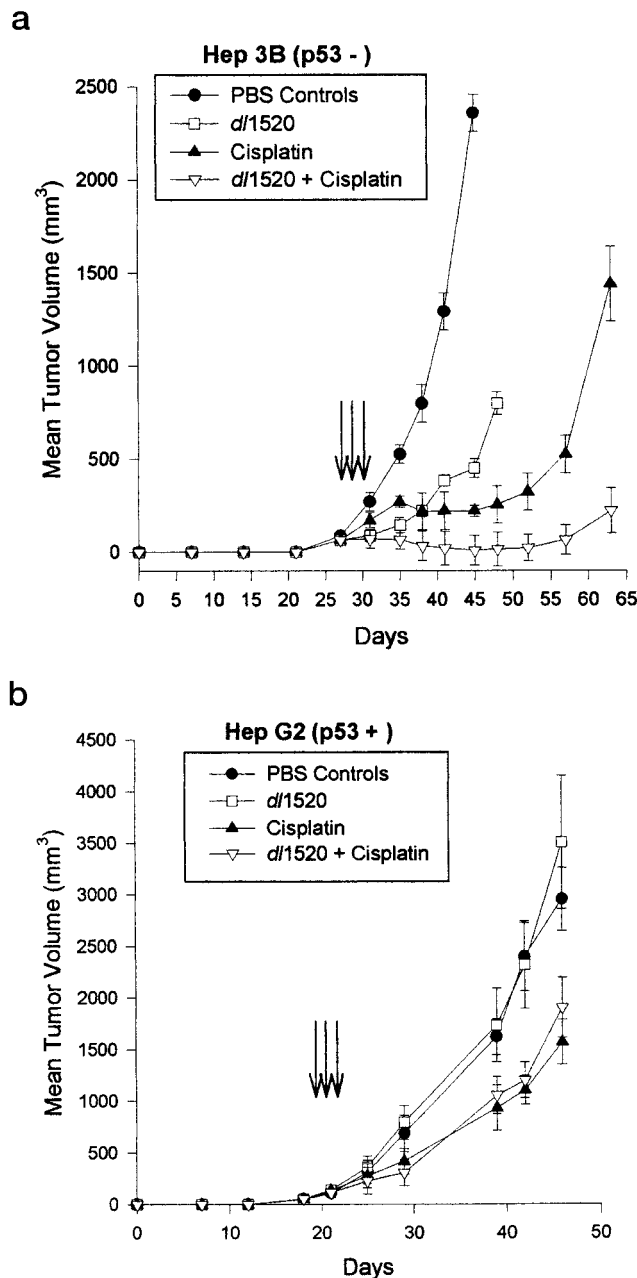 a
Hep 3B (p53 - )
PBS Controls
dl1520
Cisplatin
dl1520 + Cisplatin
Mean Tumor Volume (mm³)
2500
2000
1500
1000
500
0
0 5 10 15 20 25 30 35 40 45 50 55 60 65
Days
b
Hep G2 (p53 + )
PBS Controls
dl1520
Cisplatin
dl1520 + Cisplatin
Mean Tumor Volume (mm³)
4500
4000
3500
3000
2500
2000
1500
1000
500
0
0 10 20 30 40 50
Days